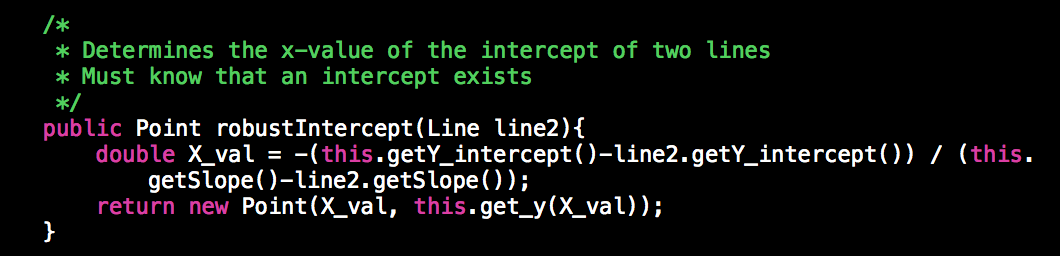 /*
* Determines the x-value of the intercept of two lines
* Must know that an intercept exists
*/
public Point robustIntercept(Line line2){
double X_val = -(this.getY_intercept()-line2.getY_intercept()) / (this.
getSlope()-line2.getSlope());
return new Point(X_val, this.get_y(X_val));
}